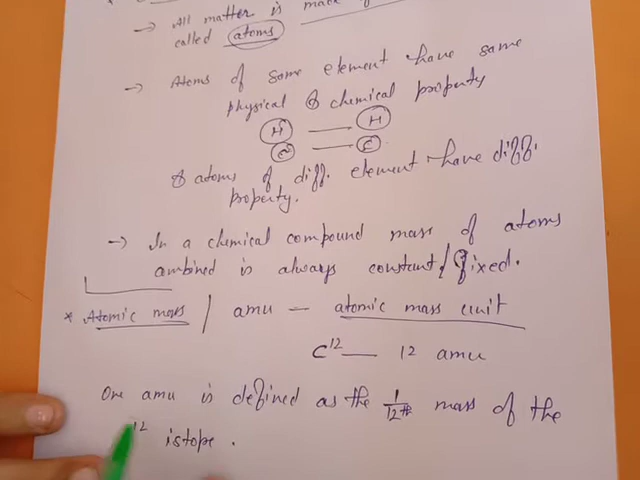 → All matter is made
called atoms
→ Atoms of same element have same
physical & chemical property
H → H
C → C
& atoms of diff. element have diff.
property.
→ In a chemical compound mass of atoms
ombined is always constant / fixed.
* Atomic mass / amu — atomic mass unit
C12 — 12 amu
One amu is defined as the 1/12th mass of the
12 istope.